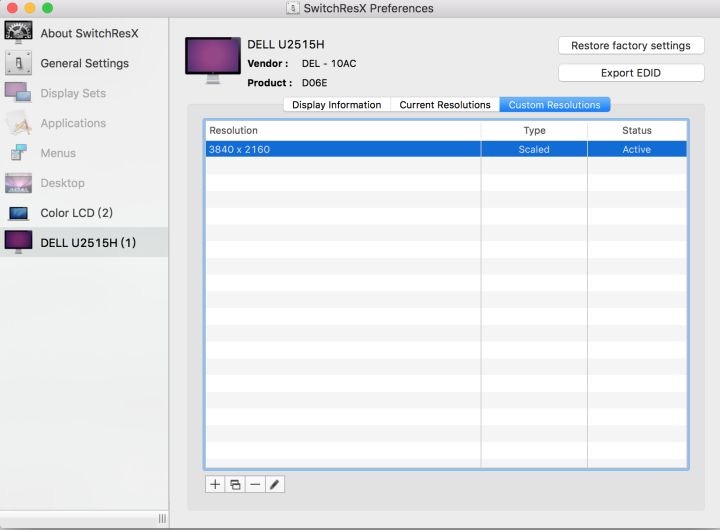 SwitchResX Preferences
About SwitchResX
General Settings
Display Sets
Applications
Menus
Desktop
Color LCD (2)
DELL U2515H (1)
DELL U2515H
Vendor : DEL - 10AC
Product : D06E
Restore factory settings
Export EDID
Display Information Current Resolutions Custom Resolutions
Resolution Type Status
3840 x 2160 Scaled Active